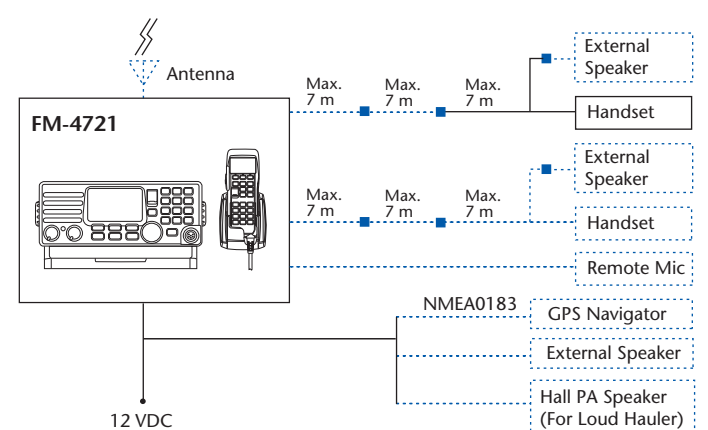 Antenna
FM-4721
Max.
7 m
Max.
7 m
Max.
7 m
External
Speaker
Handset
Max.
7 m
Max.
7 m
Max.
7 m
External
Speaker
Handset
Remote Mic
NMEA0183
GPS Navigator
External Speaker
Hall PA Speaker
(For Loud Hauler)
12 VDC